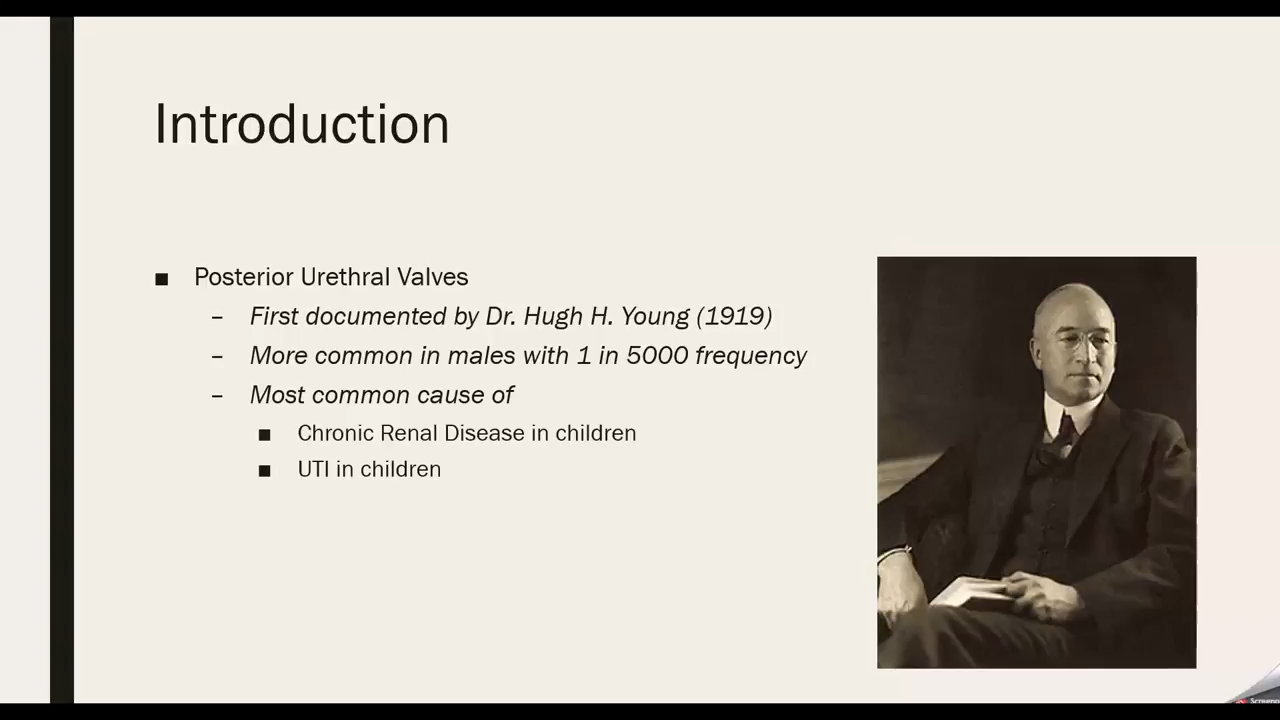 Introduction
■ Posterior Urethral Valves
– First documented by Dr. Hugh H. Young (1919)
– More common in males with 1 in 5000 frequency
– Most common cause of
■ Chronic Renal Disease in children
■ UTI in children